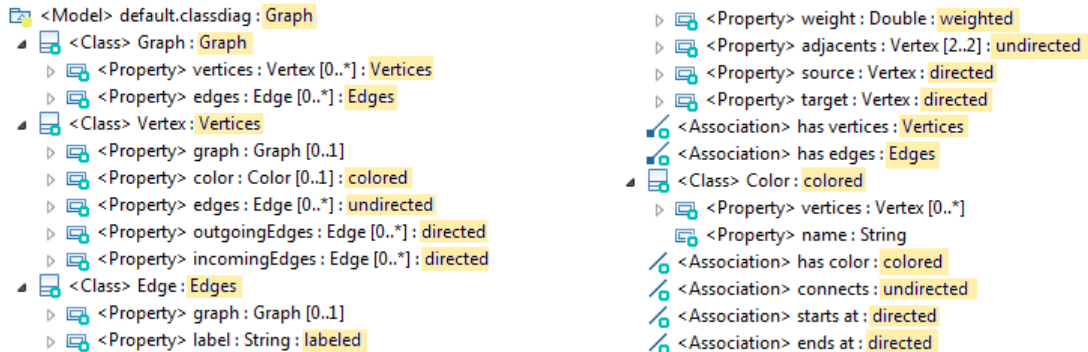 <Model> default.classdiag : Graph
<Class> Graph : Graph
<Property> vertices : Vertex [0..*] : Vertices
<Property> edges : Edge [0..*] : Edges
<Class> Vertex : Vertices
<Property> graph : Graph [0..1]
<Property> color : Color [0..1] : colored
<Property> edges : Edge [0..*] : undirected
<Property> outgoingEdges : Edge [0..*] : directed
<Property> incomingEdges : Edge [0..*] : directed
<Class> Edge : Edges
<Property> graph : Graph [0..1]
<Property> label : String : labeled
<Property> weight : Double : weighted
<Property> adjacents : Vertex [2..2] : undirected
<Property> source : Vertex : directed
<Property> target : Vertex : directed
<Association> has vertices : Vertices
<Association> has edges : Edges
<Class> Color : colored
<Property> vertices : Vertex [0..*]
<Property> name : String
<Association> has color : colored
<Association> connects : undirected
<Association> starts at : directed
<Association> ends at : directed